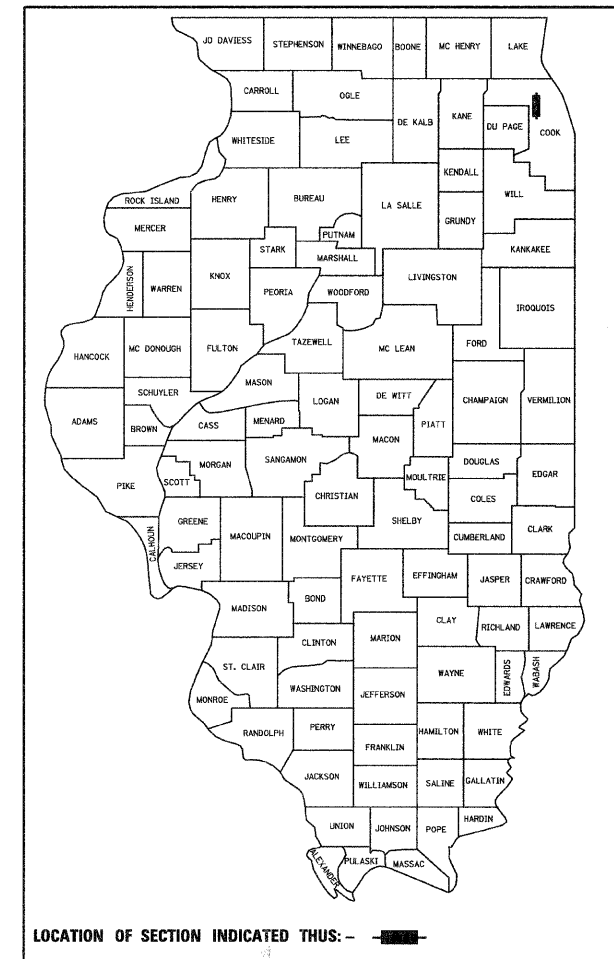 JO DAVIESS STEPHENSON WINNEBAGO BOONE MC HENRY LAKE
CARROLL OGLE DE KALB KANE DU PAGE COOK
WHITESIDE LEE KENDALL WILL
ROCK ISLAND HENRY BUREAU LA SALLE GRUNDY
MERCER STARK PUTNAM MARSHALL KANKAKEE
HENDERSON WARREN KNOX PEORIA WOODFORD LIVINGSTON IROQUOIS
HANCOCK MC DONOUGH FULTON TAZEWELL MC LEAN FORD
SCHUYLER MASON LOGAN DE WITT CHAMPAIGN VERMILION
ADAMS BROWN CASS MENARD MACON PIATT
PIKE SCOTT MORGAN SANGAMON CHRISTIAN MOULTRIE DOUGLAS EDGAR
COLES
CALHOUN GREENE MACOUPIN MONTGOMERY SHELBY CUMBERLAND CLARK
JERSEY FAYETTE EFFINGHAM JASPER CRAWFORD
MADISON BOND
CLINTON MARION CLAY RICHLAND LAWRENCE
ST. CLAIR WASHINGTON JEFFERSON WAYNE EDWARDS WABASH
MONROE
RANDOLPH PERRY FRANKLIN HAMILTON WHITE
JACKSON WILLIAMSON SALINE GALLATIN
UNION JOHNSON POPE HARDIN
ALEXANDER PULASKI MASSAC
LOCATION OF SECTION INDICATED THUS: -